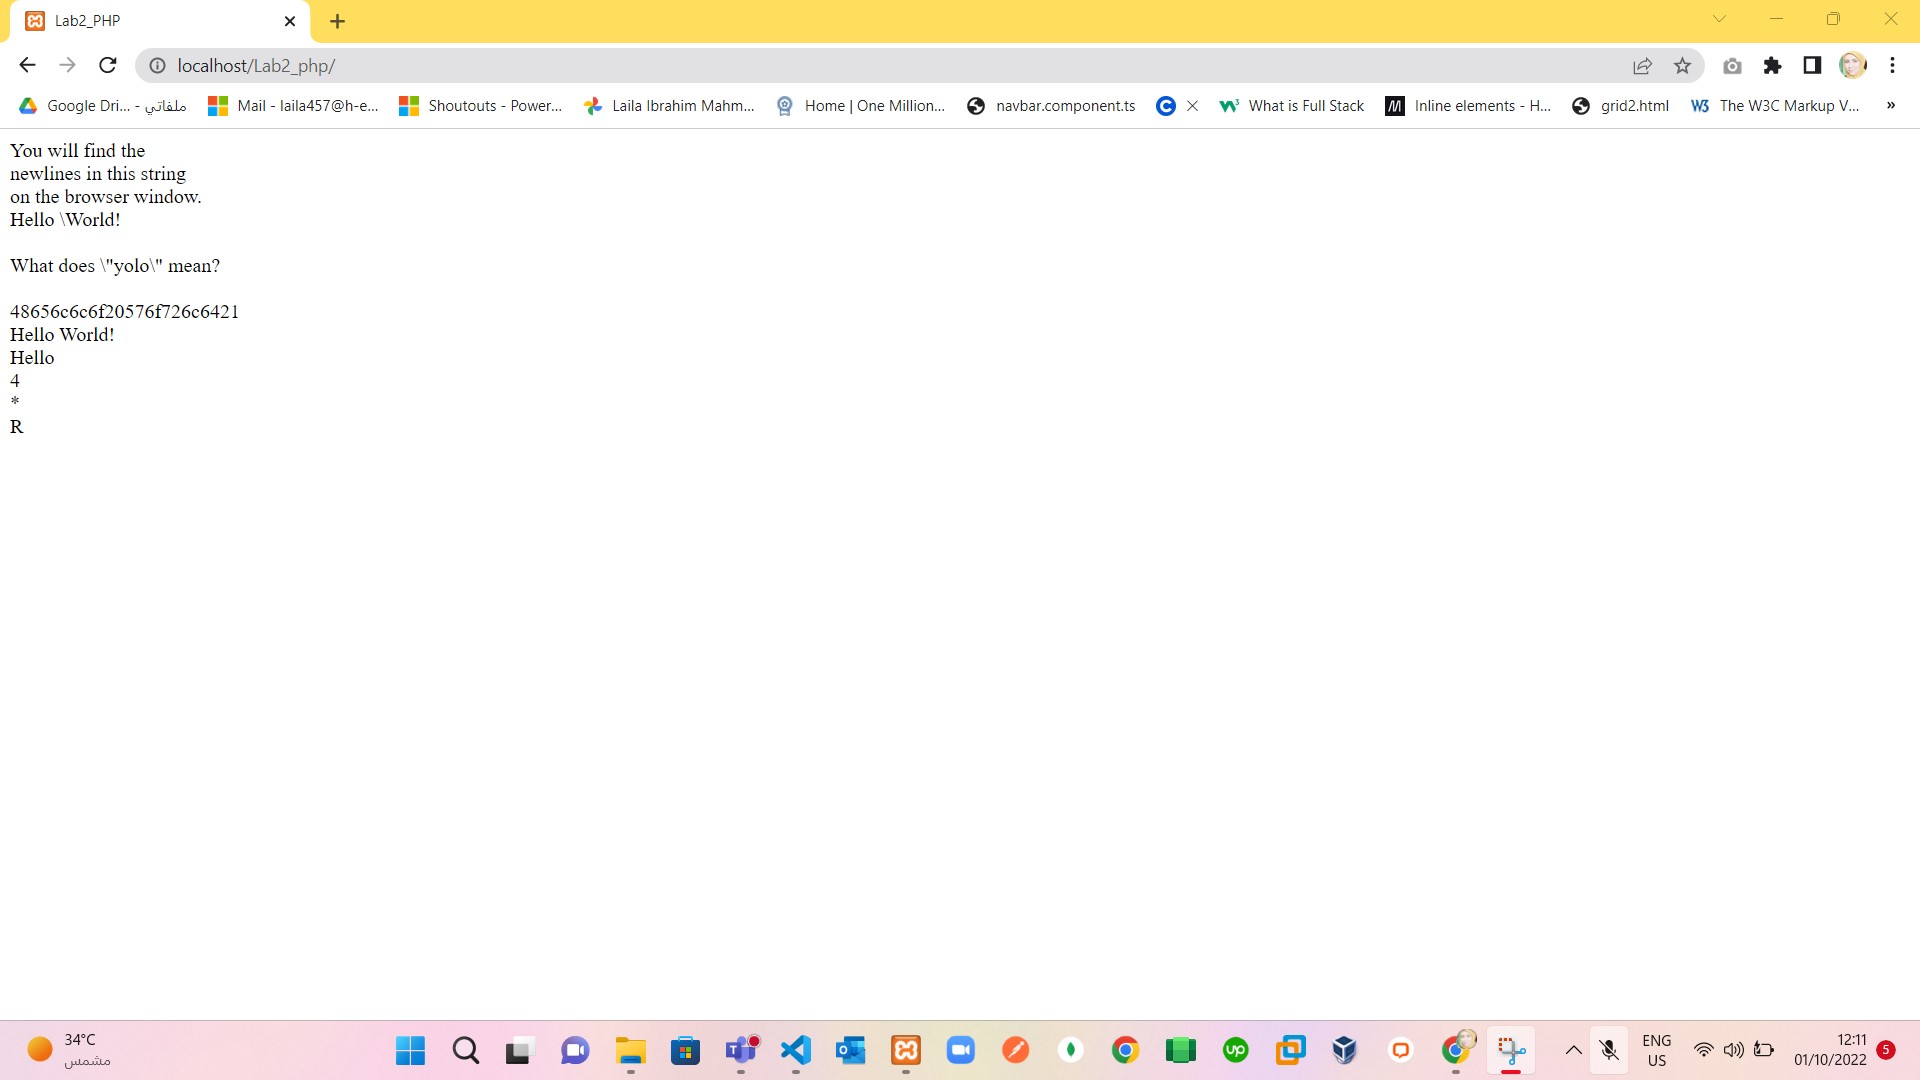 Lab2_PHP
localhost/Lab2_php/
Google Dri... - ملفاتي
Mail - laila457@h-e...
Shoutouts - Power...
Laila Ibrahim Mahm...
Home | One Million...
navbar.component.ts
What is Full Stack
Inline elements - H...
grid2.html
The W3C Markup V...
»
You will find the
newlines in this string
on the browser window.
Hello \World!
What does \"yolo\" mean?
48656c6c6f20576f726c6421
Hello World!
Hello
4
*
R
34°C
مشمس
ENG
US
12:11
01/10/2022
5